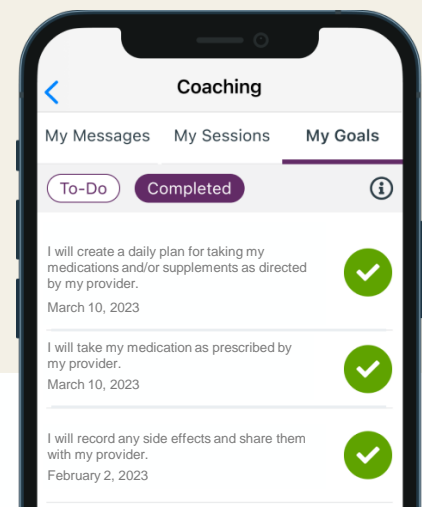 Coaching
My Messages My Sessions My Goals
To-Do Completed
I will create a daily plan for taking my
medications and/or supplements as directed
by my provider.
March 10, 2023
I will take my medication as prescribed by
my provider.
March 10, 2023
I will record any side effects and share them
with my provider.
February 2, 2023